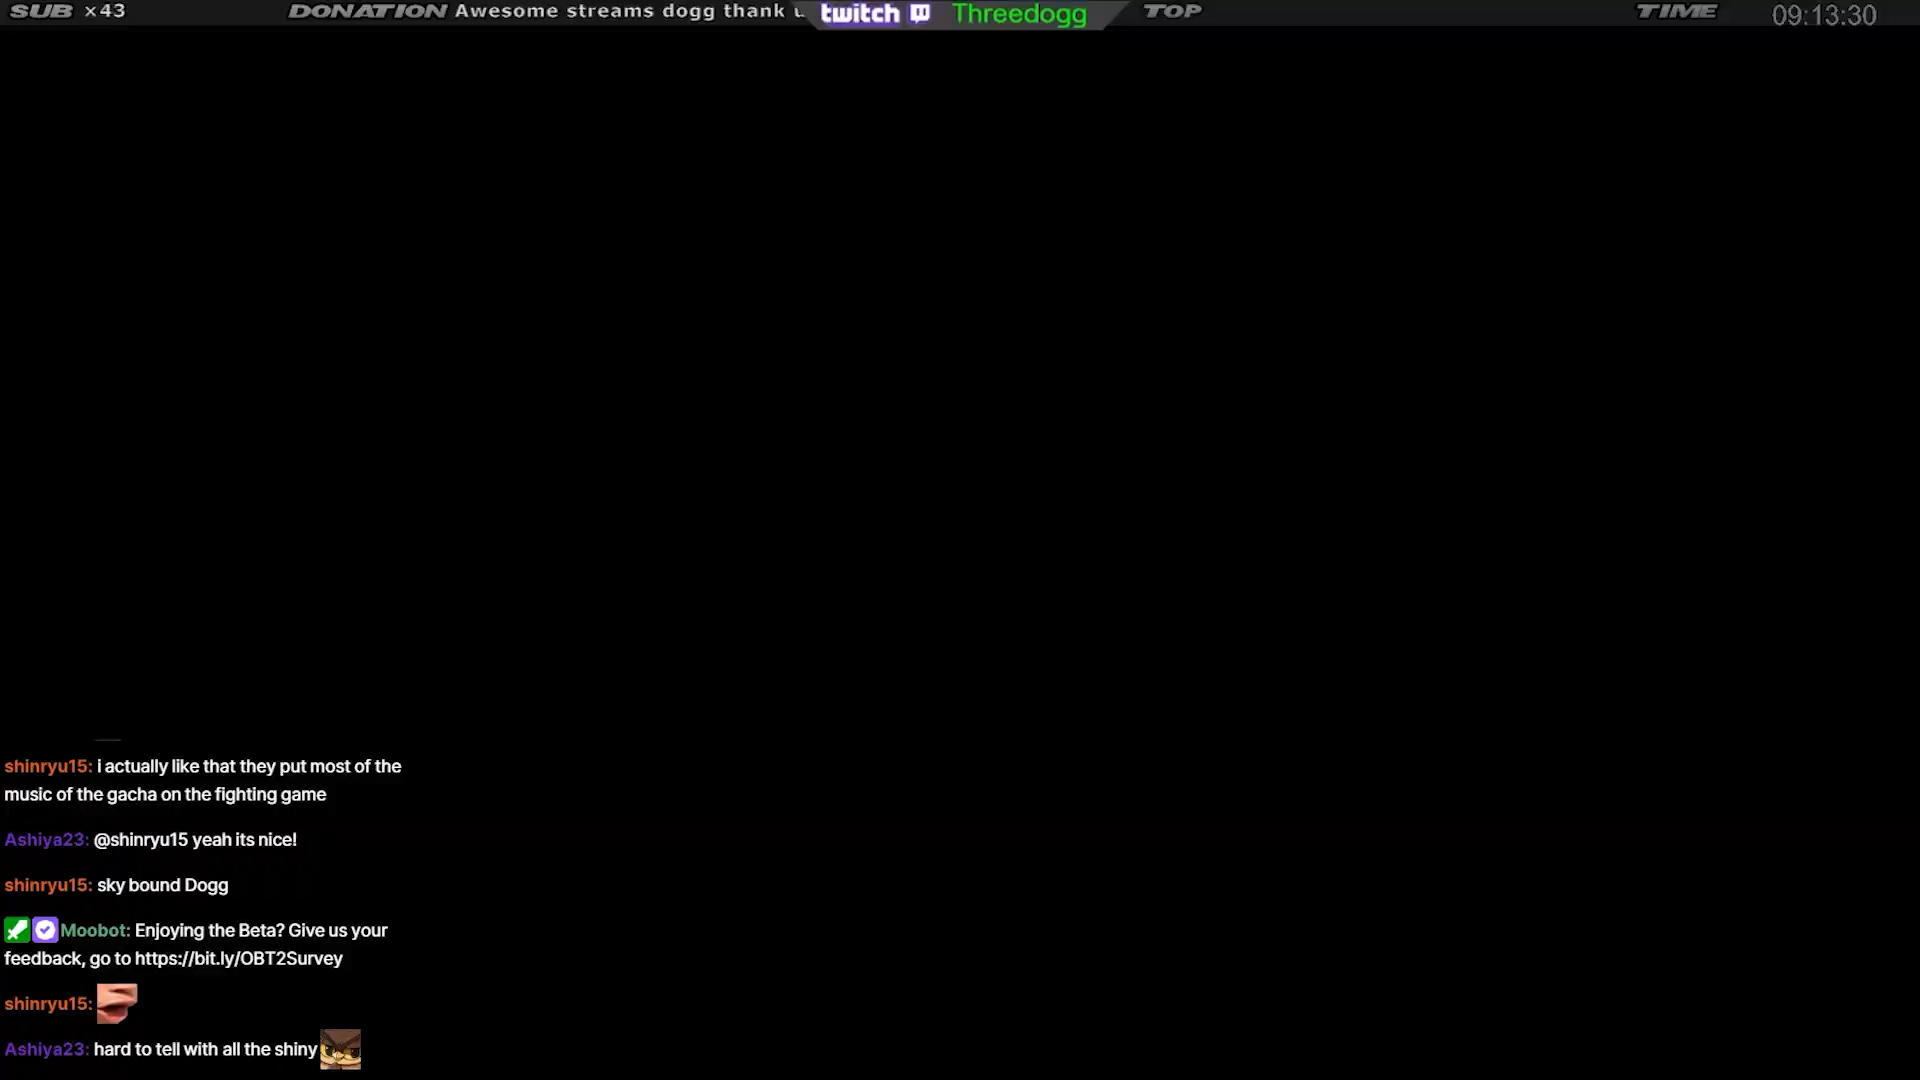 SUB ×43 DONATION Awesome streams dogg thank u twitch Threedogg TOP TIME 09:13:30
shinryu15: i actually like that they put most of the
music of the gacha on the fighting game
Ashiya23: @shinryu15 yeah its nice!
shinryu15: sky bound Dogg
Moobot: Enjoying the Beta? Give us your
feedback, go to https://bit.ly/OBT2Survey
shinryu15:
Ashiya23: hard to tell with all the shiny